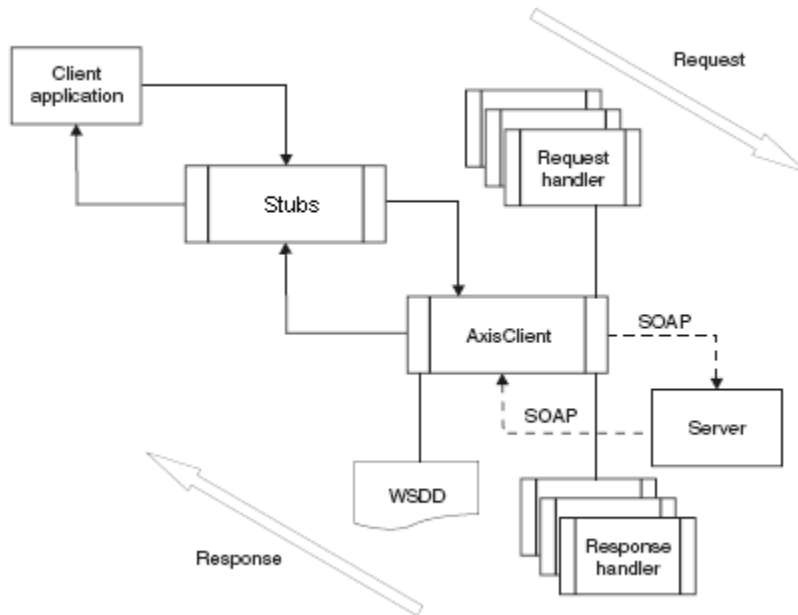 Request
Client
application
Request
handler
Stubs
AxisClient
SOAP
SOAP
Server
WSDD
Response
Response
handler